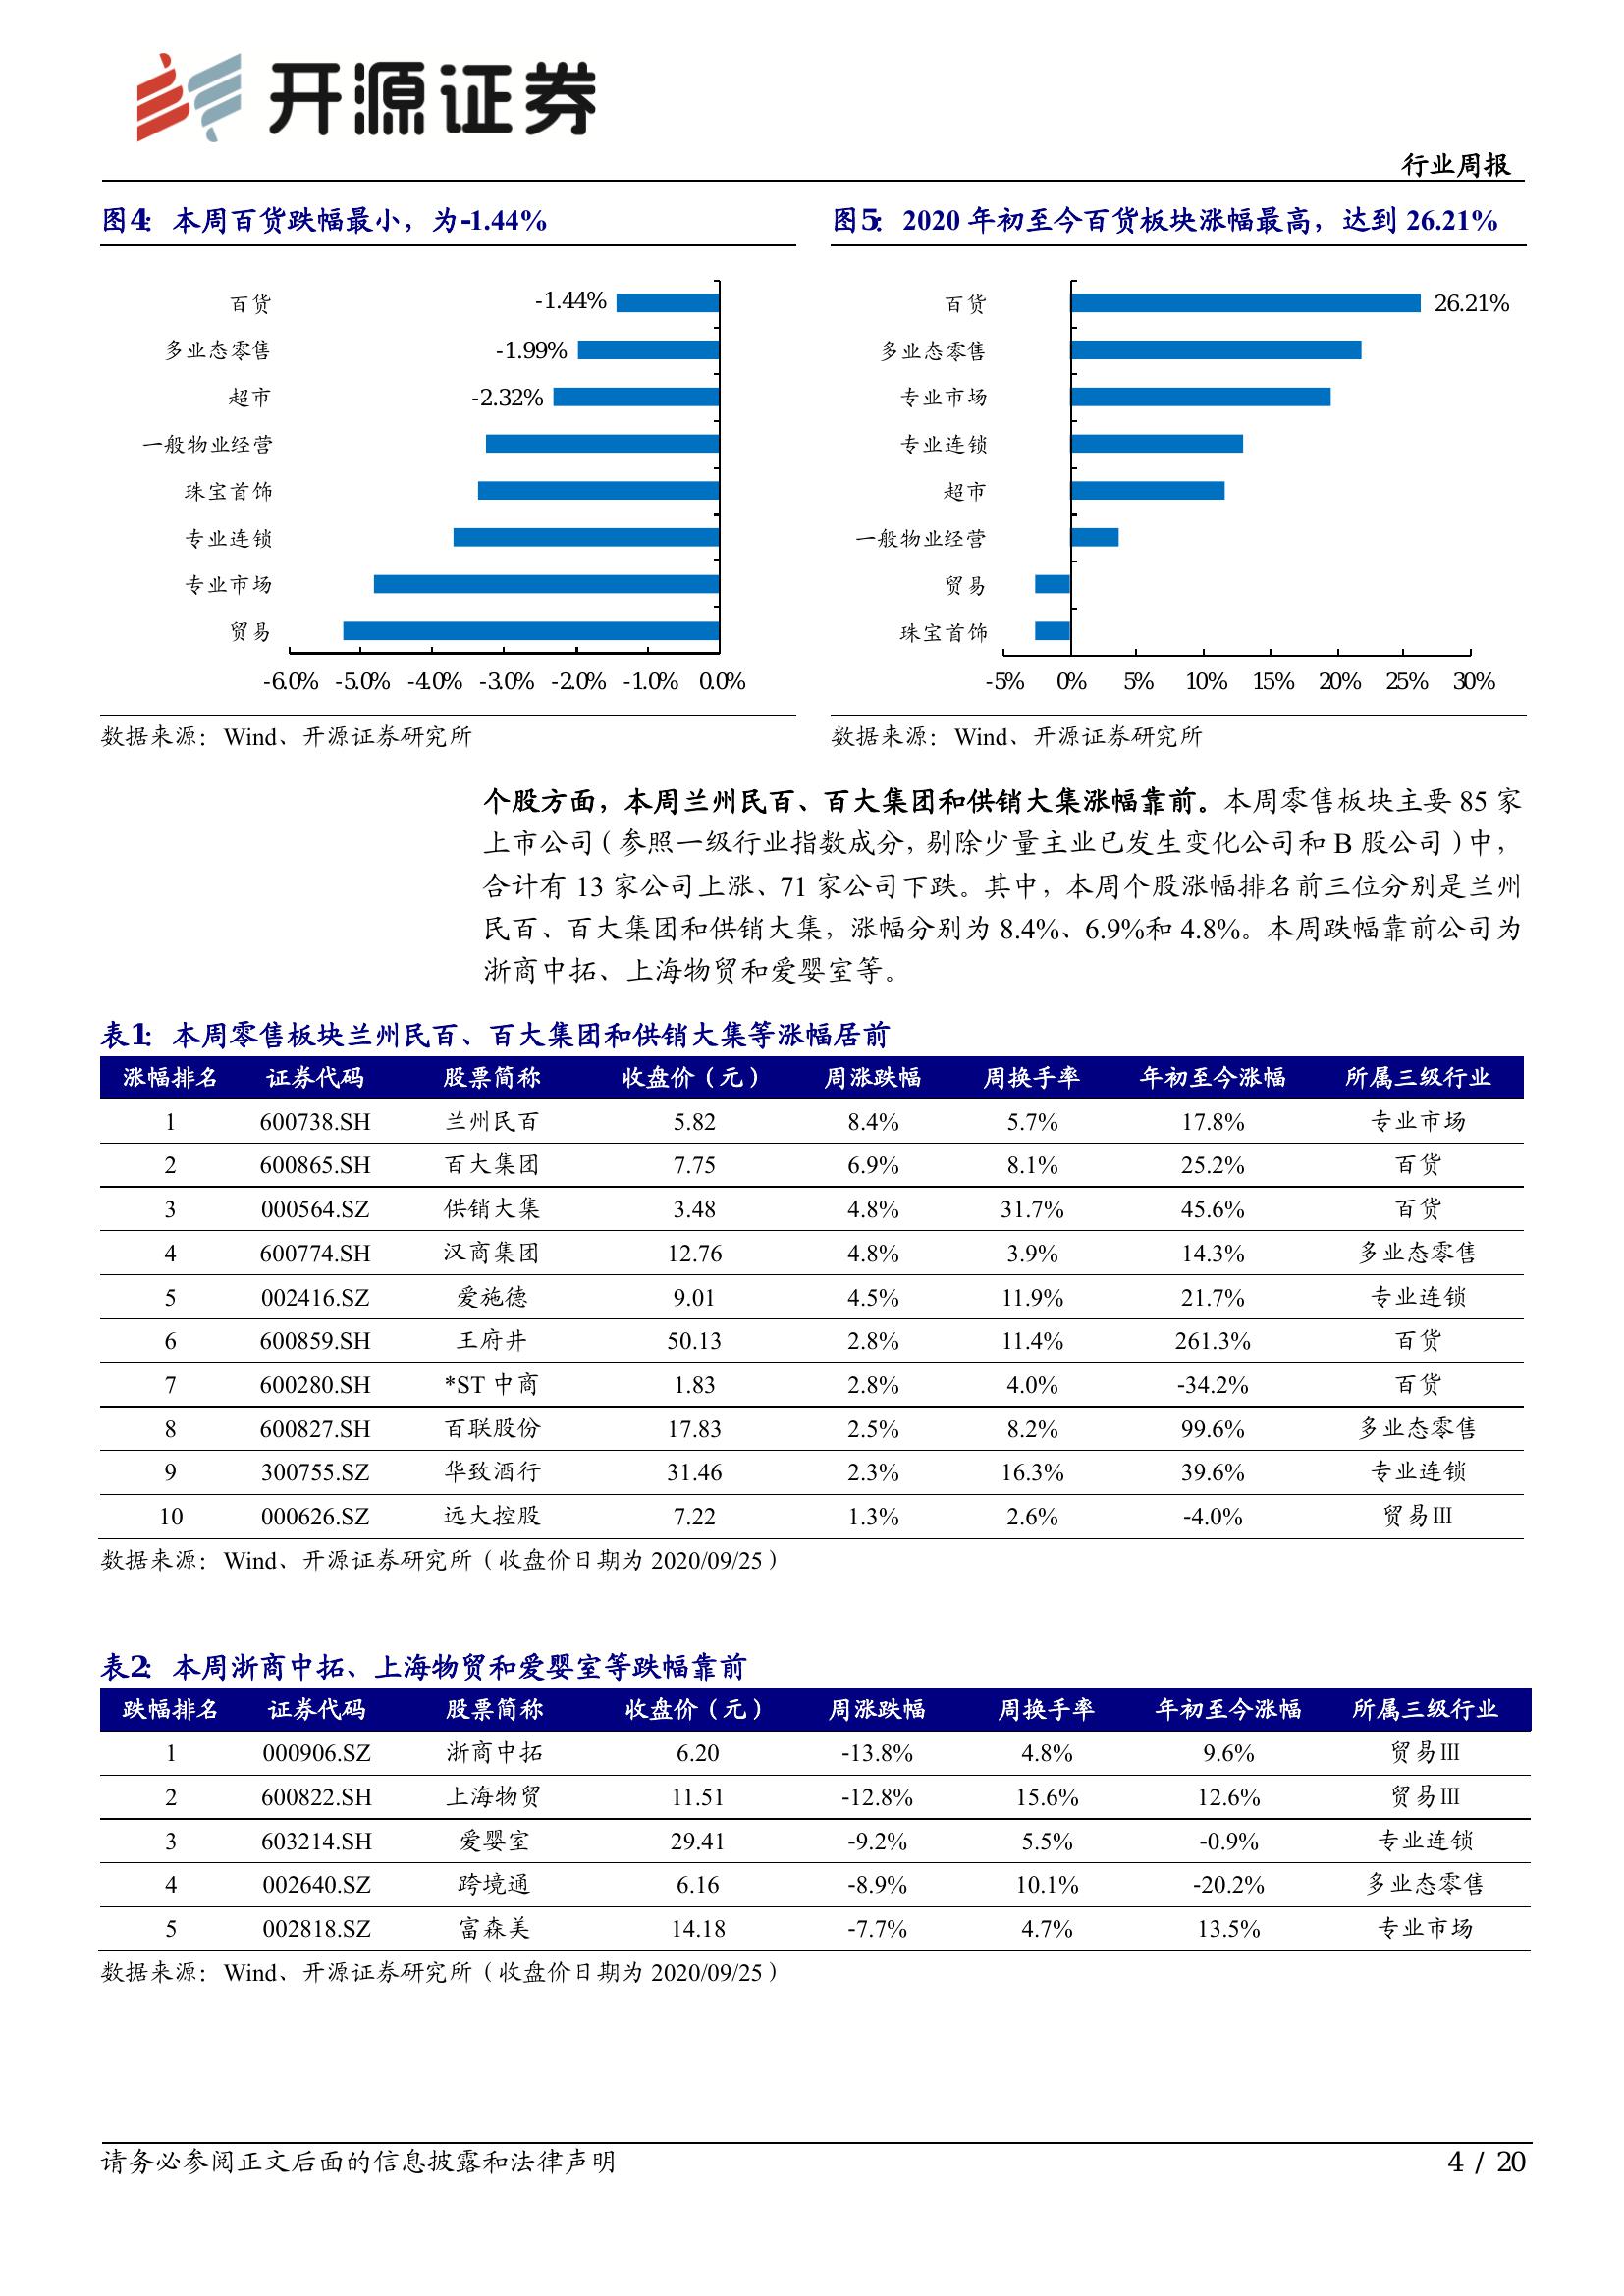 开源证券
行业周报
图4： 本周百货跌幅最小，为-1.44%
百货
多业态零售
超市
一般物业经营
珠宝首饰
专业连锁
专业市场
贸易
-1.44%
-1.99%
-2.32%
-6.0% -5.0% -4.0% -3.0% -2.0% -1.0% 0.0%
数据来源：Wind、开源证券研究所
图5： 2020 年初至今百货板块涨幅最高，达到 26.21%
百货
多业态零售
专业市场
专业连锁
超市
一般物业经营
贸易
珠宝首饰
26.21%
-5% 0% 5% 10% 15% 20% 25% 30%
数据来源：Wind、开源证券研究所
个股方面，本周兰州民百、百大集团和供销大集涨幅靠前。本周零售板块主要 85 家
上市公司（参照一级行业指数成分，剔除少量主业已发生变化公司和 B 股公司）中，
合计有 13 家公司上涨、71 家公司下跌。其中，本周个股涨幅排名前三位分别是兰州
民百、百大集团和供销大集，涨幅分别为 8.4%、6.9%和 4.8%。本周跌幅靠前公司为
浙商中拓、上海物贸和爱婴室等。
表1： 本周零售板块兰州民百、百大集团和供销大集等涨幅居前
涨幅排名 证券代码 股票简称 收盘价（元） 周涨跌幅 周换手率 年初至今涨幅 所属三级行业
1 600738.SH 兰州民百 5.82 8.4% 5.7% 17.8% 专业市场
2 600865.SH 百大集团 7.75 6.9% 8.1% 25.2% 百货
3 000564.SZ 供销大集 3.48 4.8% 31.7% 45.6% 百货
4 600774.SH 汉商集团 12.76 4.8% 3.9% 14.3% 多业态零售
5 002416.SZ 爱施德 9.01 4.5% 11.9% 21.7% 专业连锁
6 600859.SH 王府井 50.13 2.8% 11.4% 261.3% 百货
7 600280.SH *ST 中商 1.83 2.8% 4.0% -34.2% 百货
8 600827.SH 百联股份 17.83 2.5% 8.2% 99.6% 多业态零售
9 300755.SZ 华致酒行 31.46 2.3% 16.3% 39.6% 专业连锁
10 000626.SZ 远大控股 7.22 1.3% 2.6% -4.0% 贸易Ⅲ
数据来源：Wind、开源证券研究所（收盘价日期为 2020/09/25）
表2： 本周浙商中拓、上海物贸和爱婴室等跌幅靠前
跌幅排名 证券代码 股票简称 收盘价（元） 周涨跌幅 周换手率 年初至今涨幅 所属三级行业
1 000906.SZ 浙商中拓 6.20 -13.8% 4.8% 9.6% 贸易Ⅲ
2 600822.SH 上海物贸 11.51 -12.8% 15.6% 12.6% 贸易Ⅲ
3 603214.SH 爱婴室 29.41 -9.2% 5.5% -0.9% 专业连锁
4 002640.SZ 跨境通 6.16 -8.9% 10.1% -20.2% 多业态零售
5 002818.SZ 富森美 14.18 -7.7% 4.7% 13.5% 专业市场
数据来源：Wind、开源证券研究所（收盘价日期为 2020/09/25）
请务必参阅正文后面的信息披露和法律声明
4 / 20